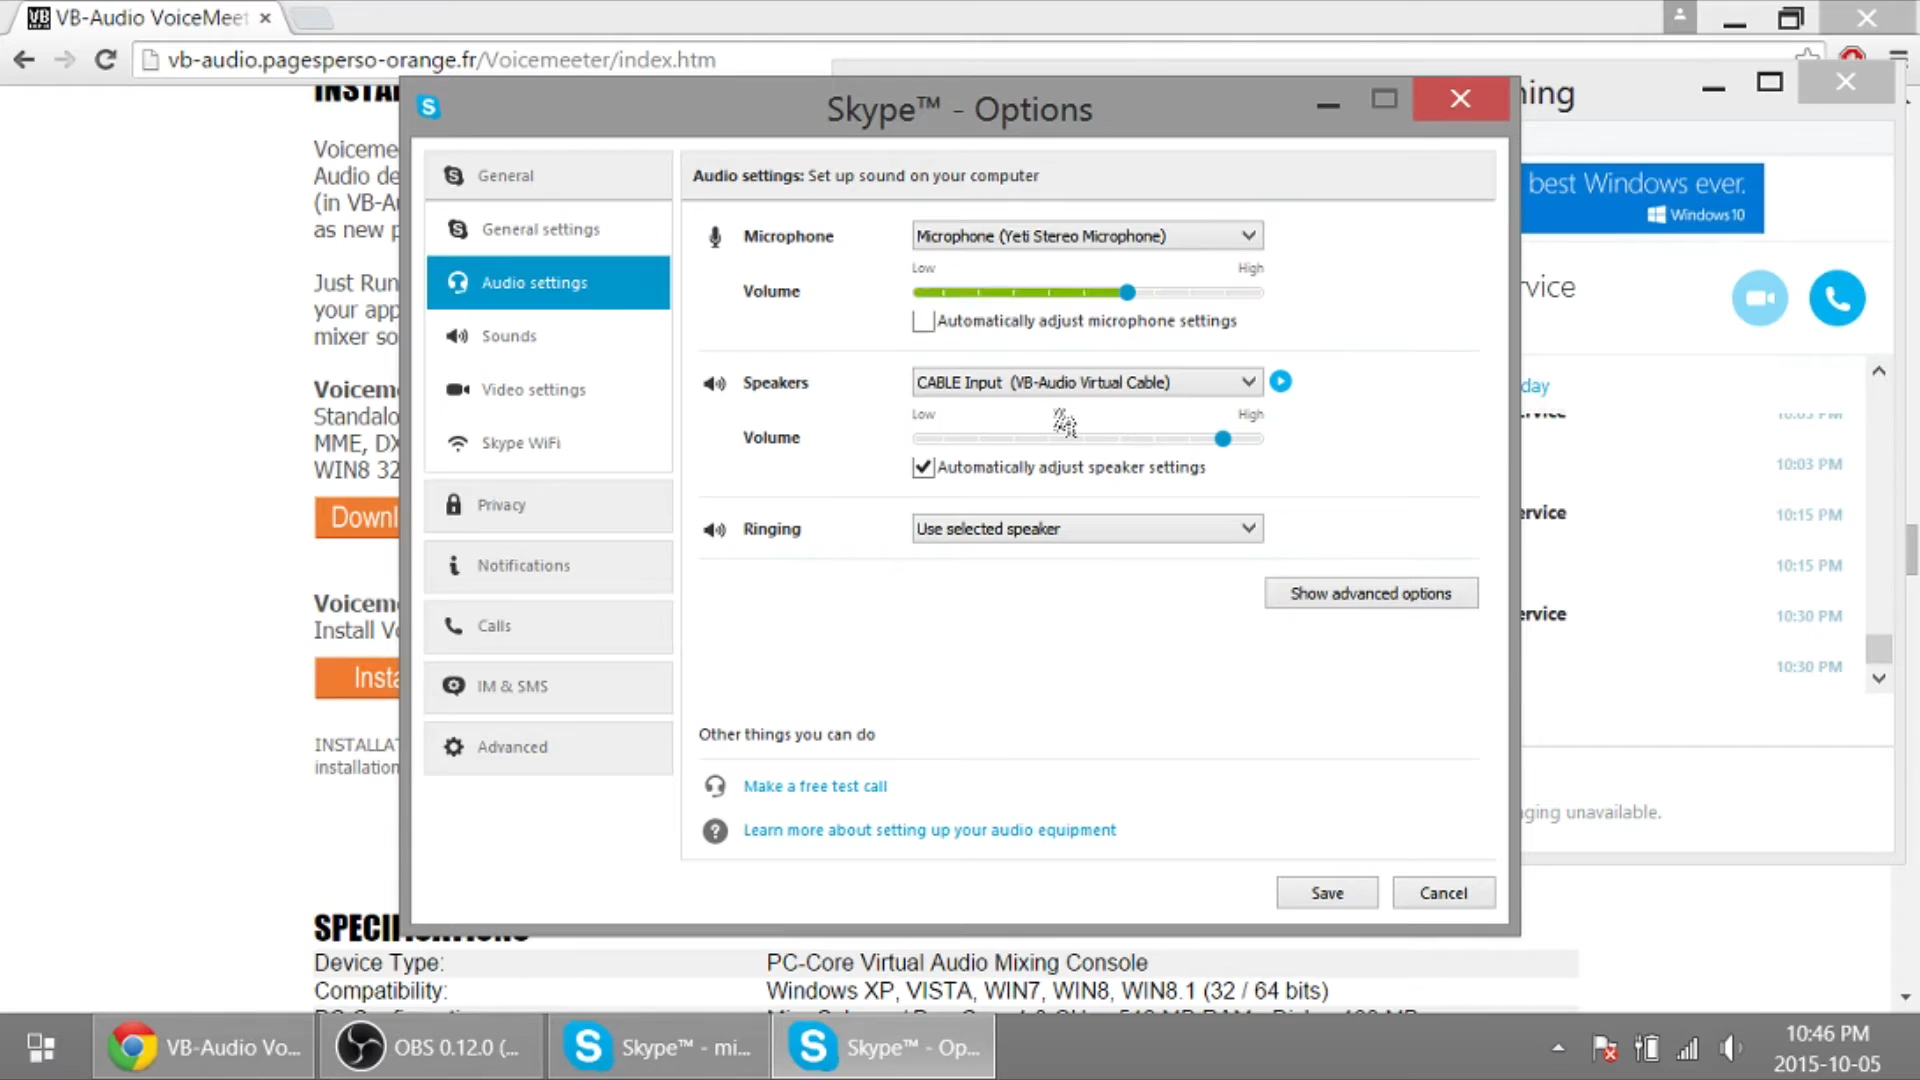 VB-Audio VoiceMeet
vb-audio.pagesperso-orange.fr/Voicemeeter/index.htm
Skype™ - Options
ning
Voiceme
Audio de
(in VB-A
as new p
Just Run
your app
mixer so
Voicem
Standalo
MME, DX
WIN8 32
Downl
Voicem
Install Vo
Insta
INSTALLA
installation
General
General settings
Audio settings
Sounds
Video settings
Skype WiFi
Privacy
Notifications
Calls
IM & SMS
Advanced
Audio settings: Set up sound on your computer
Microphone
Microphone (Yeti Stereo Microphone)
Low
High
Volume
Automatically adjust microphone settings
Speakers
CABLE Input (VB-Audio Virtual Cable)
Low
High
Volume
Automatically adjust speaker settings
Ringing
Use selected speaker
Show advanced options
Other things you can do
Make a free test call
Learn more about setting up your audio equipment
Save
Cancel
best Windows ever.
Windows10
rvice
day
10:03 PM
ervice
10:15 PM
10:15 PM
ervice
10:30 PM
10:30 PM
ging unavailable.
Device Type:
PC-Core Virtual Audio Mixing Console
Compatibility:
Windows XP, VISTA, WIN7, WIN8, WIN8.1 (32 / 64 bits)
VB-Audio Vo...
OBS 0.12.0 (...
Skype™ - mi...
Skype™ - Op...
10:46 PM
2015-10-05